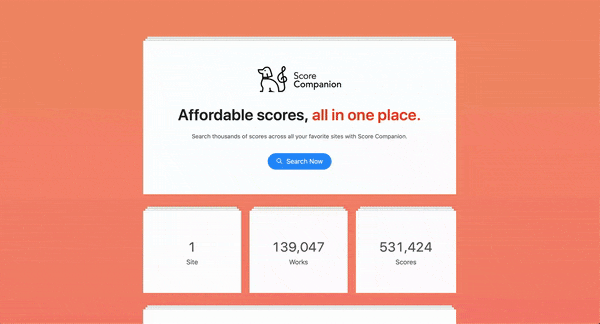 Score
Companion
Affordable scores, all in one place.
Search thousands of scores across all your favorite sites with Score Companion.
Search Now
1
139,047
531,424
Site
Works
Scores